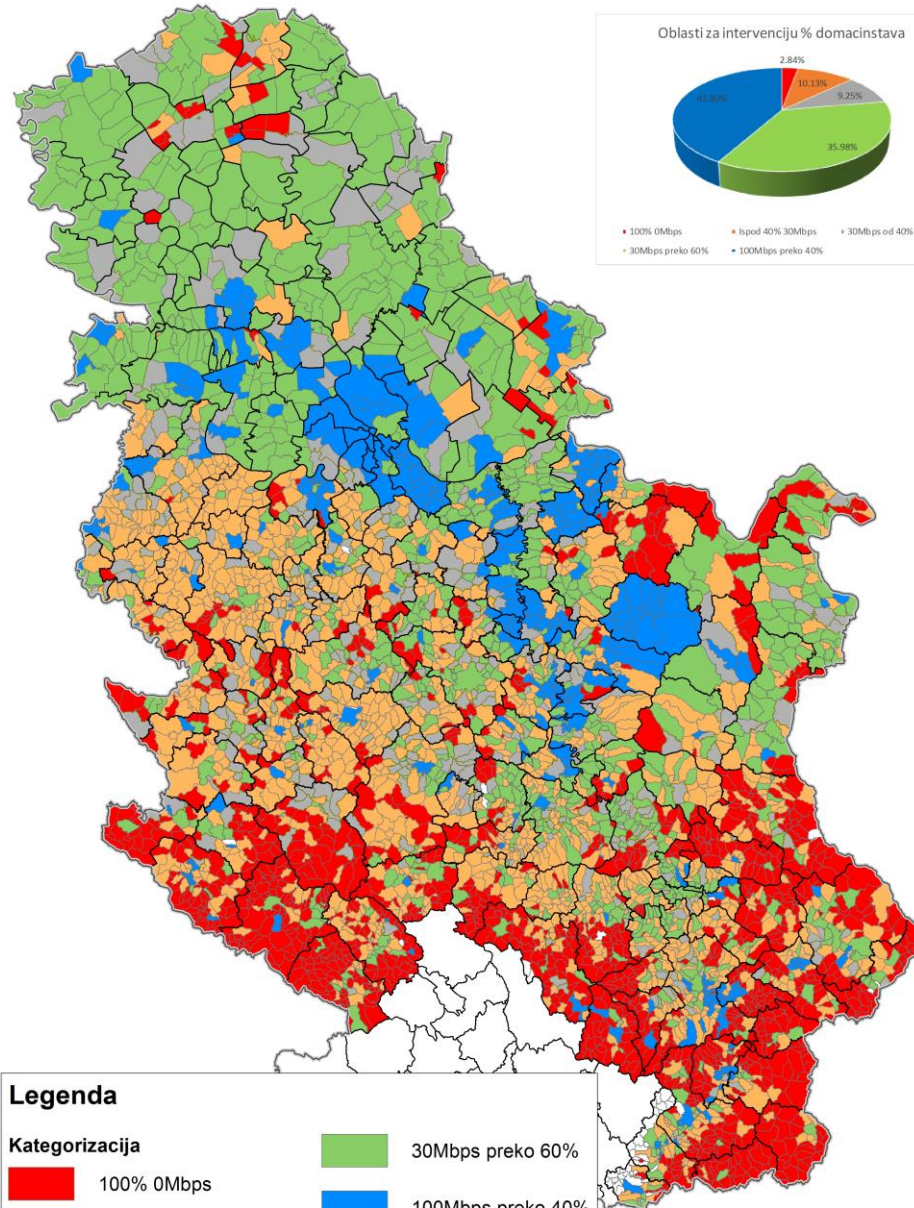 Oblasti za intervenciju % domacinstava
2.84%
10.13%
9.25%
35.98%
41.80%
100% 0Mbps
Ispod 40% 30Mbps
30Mbps od 40%
30Mbps preko 60%
100Mbps preko 40%
Legenda
Kategorizacija
100% 0Mbps
30Mbps preko 60%
100Mbps preko 40%